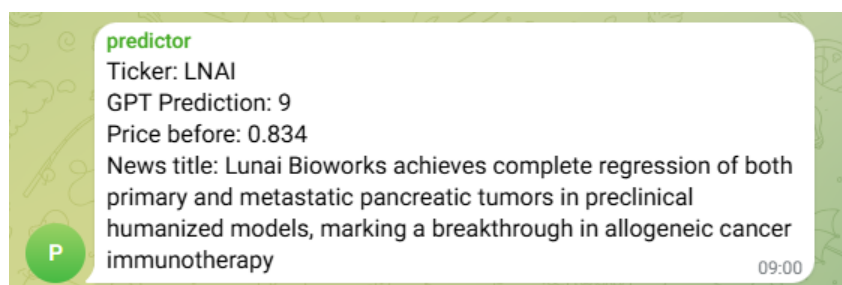 predictor
Ticker: LNAI
GPT Prediction: 9
Price before: 0.834
News title: Lunai Bioworks achieves complete regression of both
primary and metastatic pancreatic tumors in preclinical
humanized models, marking a breakthrough in allogeneic cancer
immunotherapy
P
09:00